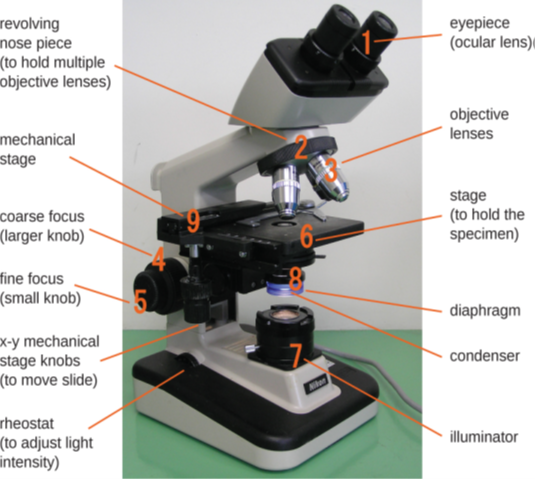 revolving
nose piece
(to hold multiple
objective lenses)
mechanical
stage
coarse focus
(larger knob)
fine focus
(small knob)
x-y mechanical
stage knobs
(to move slide)
rheostat
(to adjust light
intensity)
1
2
3
9
4
6
5
8
7
Nikon
eyepiece
(ocular lens)(
objective
lenses
stage
(to hold the
specimen)
diaphragm
condenser
illuminator